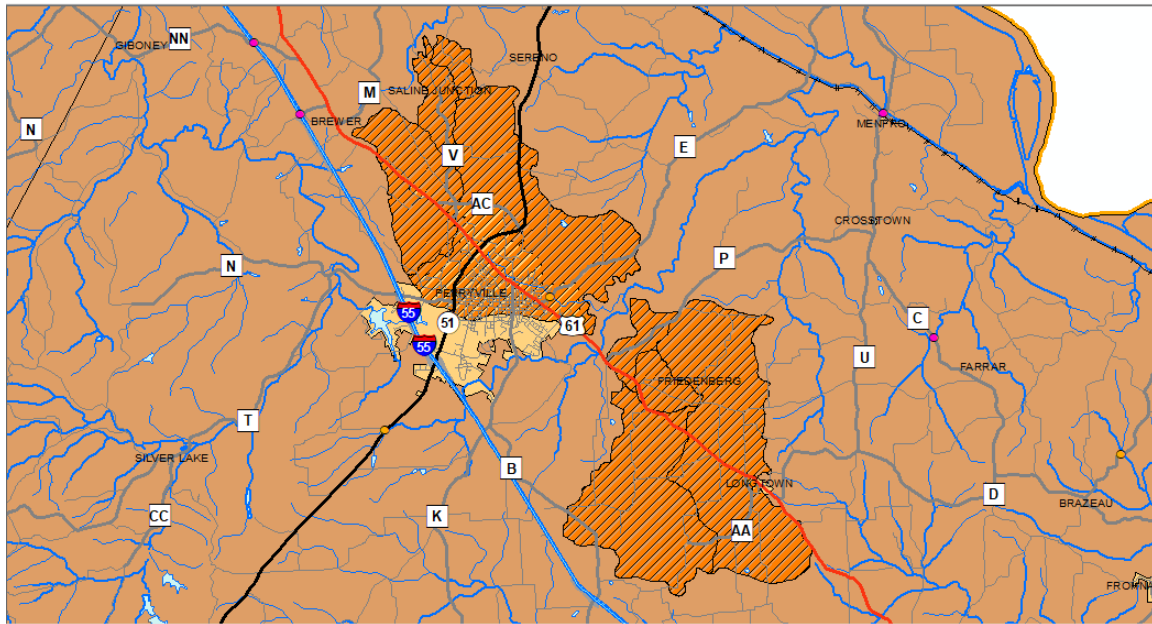 GIBONEY
NN
SERENO
M
SALINE JUNCTION
BREWER
MENFRO
N
E
V
AC
CROSSTOWN
P
N
PERRYVILLE
55
51
61
C
55
U
FARRAR
FRIEDENBERG
T
SILVER LAKE
B
LONGTOWN
D
BRAZEAU
CC
K
AA
FROHNA